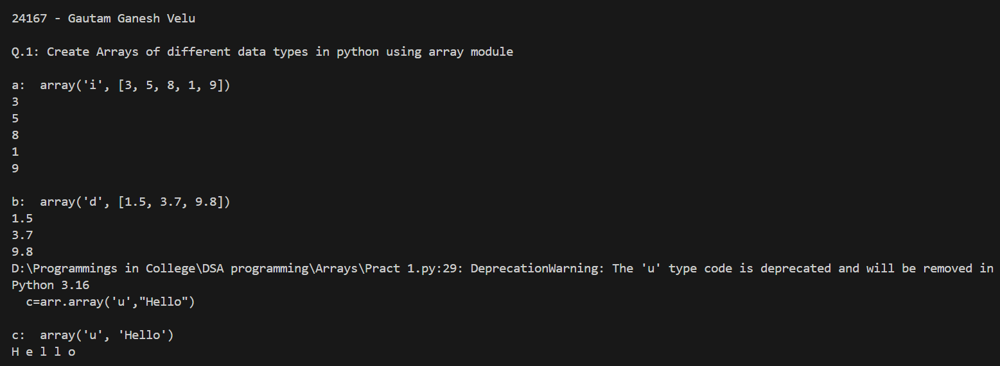 24167 - Gautam Ganesh Velu
Q.1: Create Arrays of different data types in python using array module
a:  array('i', [3, 5, 8, 1, 9])
3
5
8
1
9
b:  array('d', [1.5, 3.7, 9.8])
1.5
3.7
9.8
D:\Programmings in College\DSA programming\Arrays\Pract 1.py:29: DeprecationWarning: The 'u' type code is deprecated and will be removed in
Python 3.16
  c=arr.array('u',"Hello")
c:  array('u', 'Hello')
H e l l o